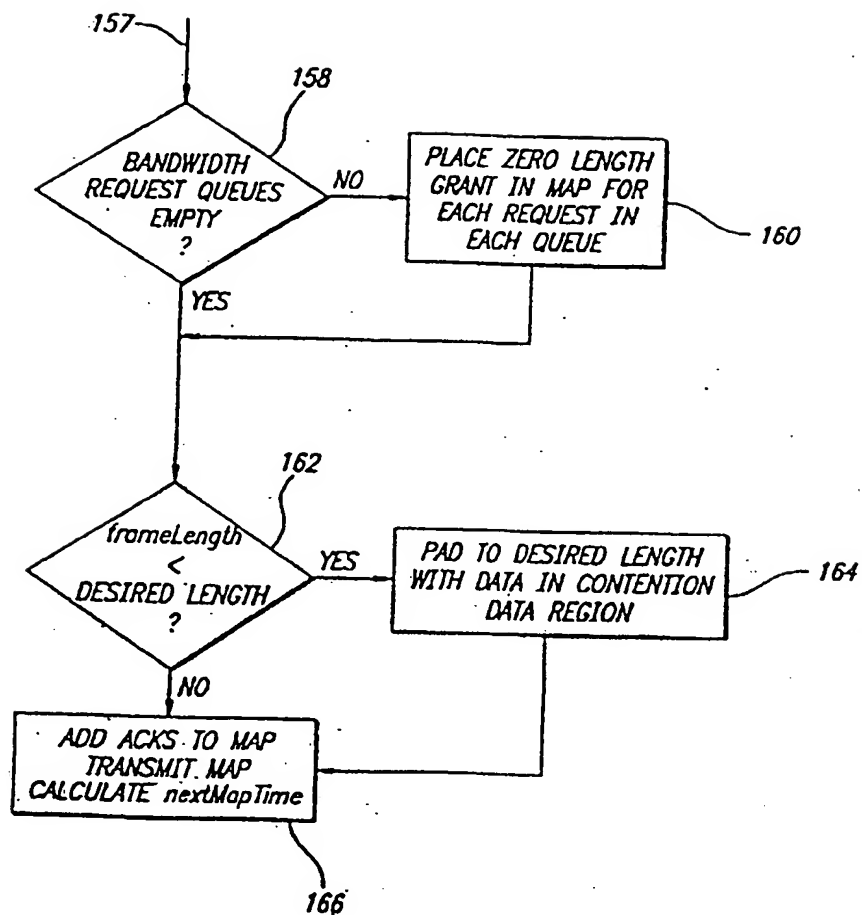 157
158
BANDWIDTH
REQUEST QUEUES
EMPTY
?
NO
PLACE ZERO LENGTH
GRANT IN MAP FOR
EACH REQUEST IN
EACH QUEUE
160
YES
162
frameLength
<
DESIRED LENGTH
?
YES
PAD TO DESIRED LENGTH
WITH DATA IN CONTENTION
DATA REGION
164
NO
ADD ACKS TO MAP
TRANSMIT MAP
CALCULATE nextMapTime
166